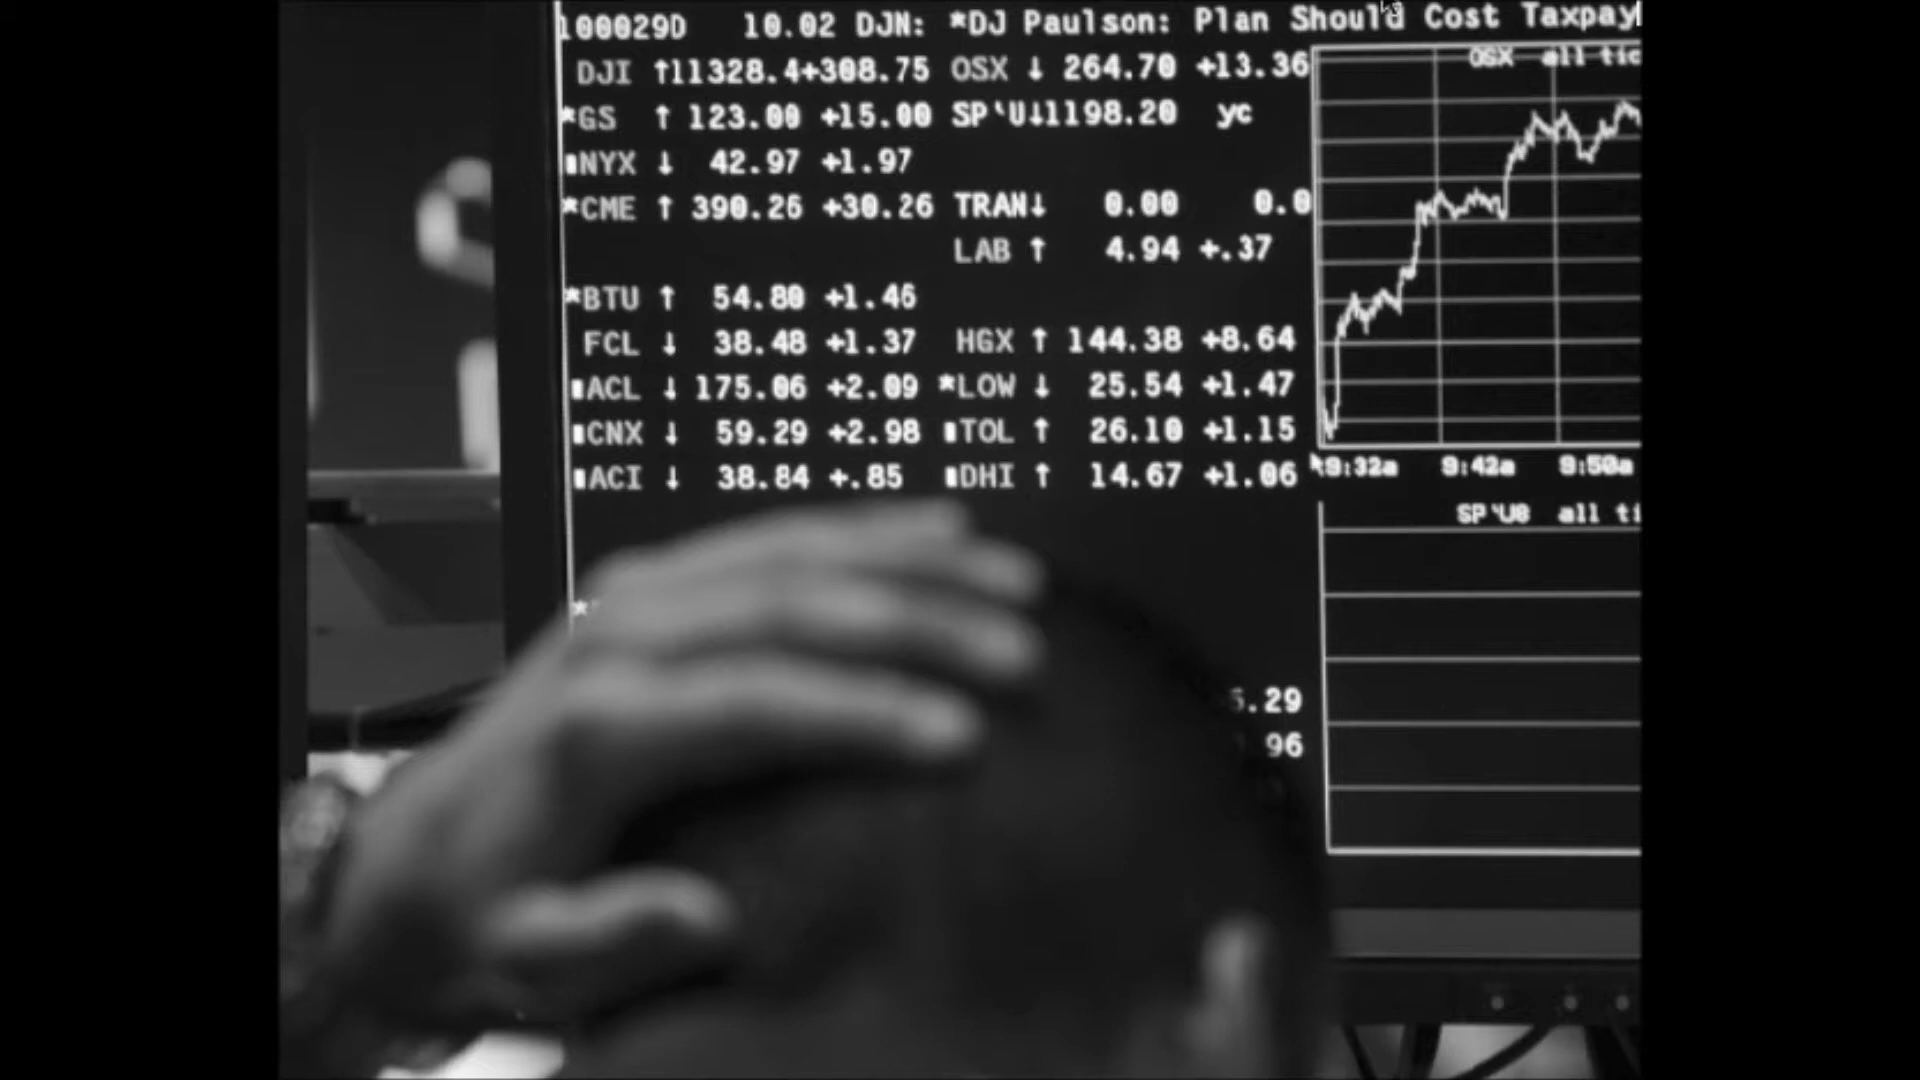 100029D 10.02 DJN: *DJ Paulson: Plan Should Cost Taxpay
DJI ↑11328.4+308.75 OSX ↓ 264.70 +13.36
*GS ↑ 123.00 +15.00 SP'U↓1198.20 yc
NYX ↓ 42.97 +1.97
*CME ↑ 390.26 +30.26 TRAN↓ 0.00 0.0
LAB ↑ 4.94 +.37
*BTU ↑ 54.80 +1.46
FCL ↓ 38.48 +1.37 HGX ↑ 144.38 +8.64
ACL ↓ 175.06 +2.09 *LOW ↓ 25.54 +1.47
CNX ↓ 59.29 +2.98 TOL ↑ 26.10 +1.15
ACI ↓ 38.84 +.85 DHI ↑ 14.67 +1.06
*
5.29
96
OSX all tic
9:32a 9:42a 9:50a
SP'U8 all ti